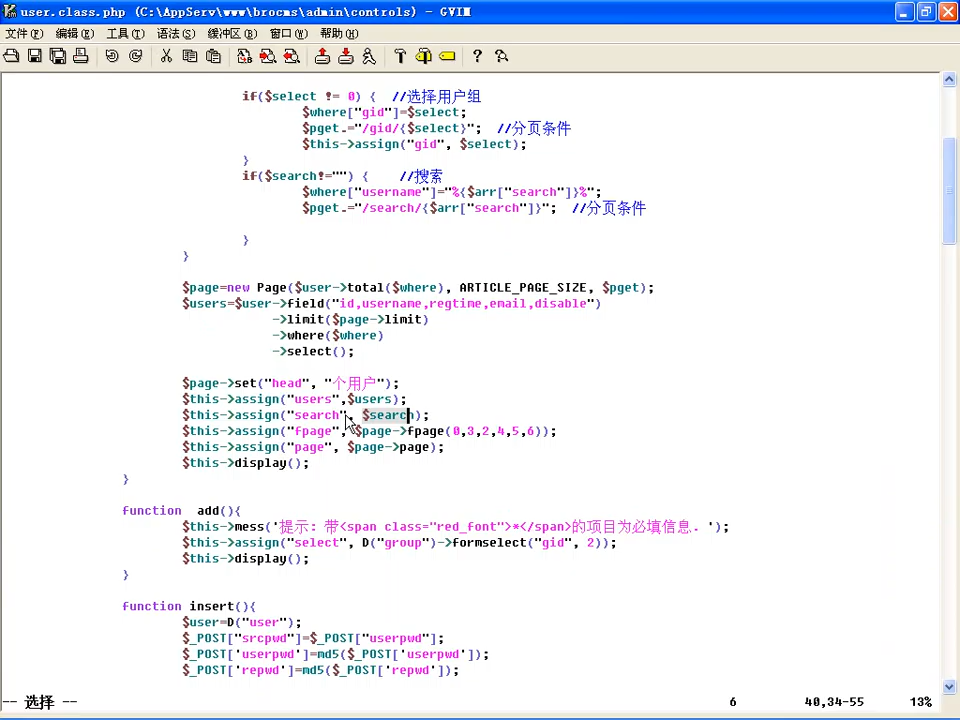 user.class.php (C:\AppServ\www\brocms\admin\controls) - GVIM
文件(F) 编辑(E) 工具(T) 语法(S) 缓冲区(B) 窗口(W) 帮助(H)
if($select != 0) { //选择用户组
$where["gid"]=$select;
$pget.="/gid/{$select}"; //分页条件
$this->assign("gid", $select);
}
if($search!="") { //搜索
$where["username"]="%{$arr["search"]}%";
$pget.="/search/{$arr["search"]}"; //分页条件
}
}
$page=new Page($user->total($where), ARTICLE_PAGE_SIZE, $pget);
$users=$user->field("id,username,regtime,email,disable")
->limit($page->limit)
->where($where)
->select();
$page->set("head", "个用户");
$this->assign("users",$users);
$this->assign("search", $search);
$this->assign("fpage", $page->fpage(0,3,2,4,5,6));
$this->assign("page", $page->page);
$this->display();
}
function add(){
$this->mess('提示: 带<span class="red_font">*</span>的项目为必填信息. ');
$this->assign("select", D("group")->formselect("gid", 2));
$this->display();
}
function insert(){
$user=D("user");
$_POST["srcpwd"]=$_POST["userpwd"];
$_POST['userpwd']=md5($_POST['userpwd']);
$_POST['repwd']=md5($_POST['repwd']);
-- 选择 -- 6 40,34-55 13%